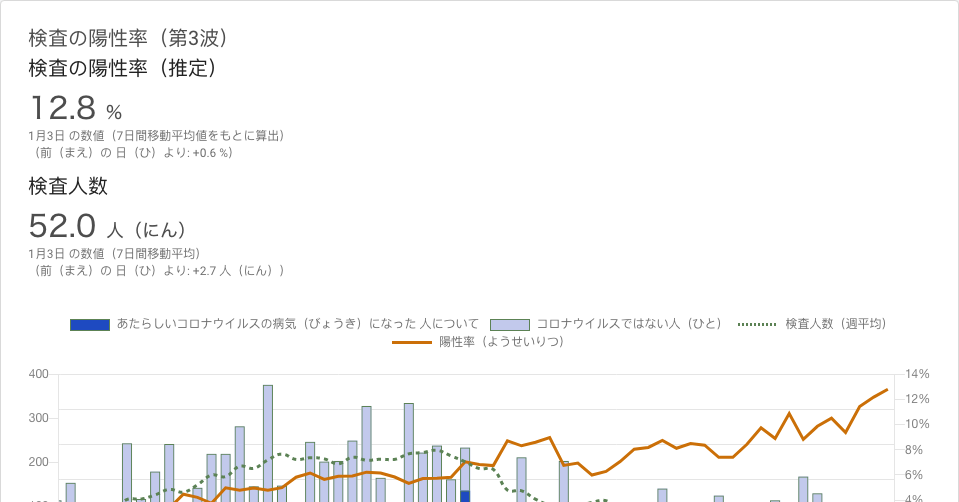 検査の陽性率（第3波）
検査の陽性率（推定）
12.8 %
1月3日 の数値（7日間移動平均値をもとに算出）
（前（まえ）の 日（ひ）より: +0.6 %）
検査人数
52.0 人（にん）
1月3日 の数値（7日間移動平均）
（前（まえ）の 日（ひ）より: +2.7 人（にん））
あたらしいコロナウイルスの病気（びょうき）になった 人について コロナウイルスではない人（ひと） 検査人数（週平均）
陽性率（ようせいりつ）
400 14%
12%
300 10%
200 8%
6%
4%